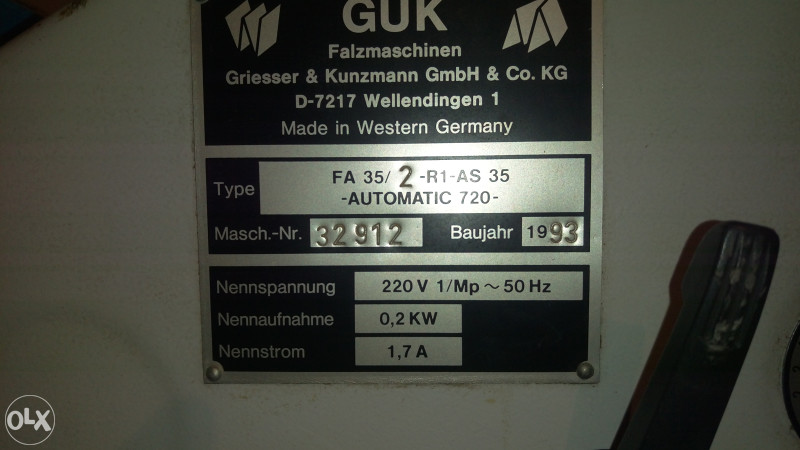 GUK
Falzmaschinen
Griesser & Kunzmann GmbH & Co. KG
D-7217 Wellendingen 1
Made in Western Germany
Type FA 35/ 2 -R1-AS 35
-AUTOMATIC 720-
Masch.-Nr. 32912 Baujahr 1993
Nennspannung 220 V 1/Mp ~ 50 Hz
Nennaufnahme 0,2 KW
Nennstrom 1,7 A
OLX